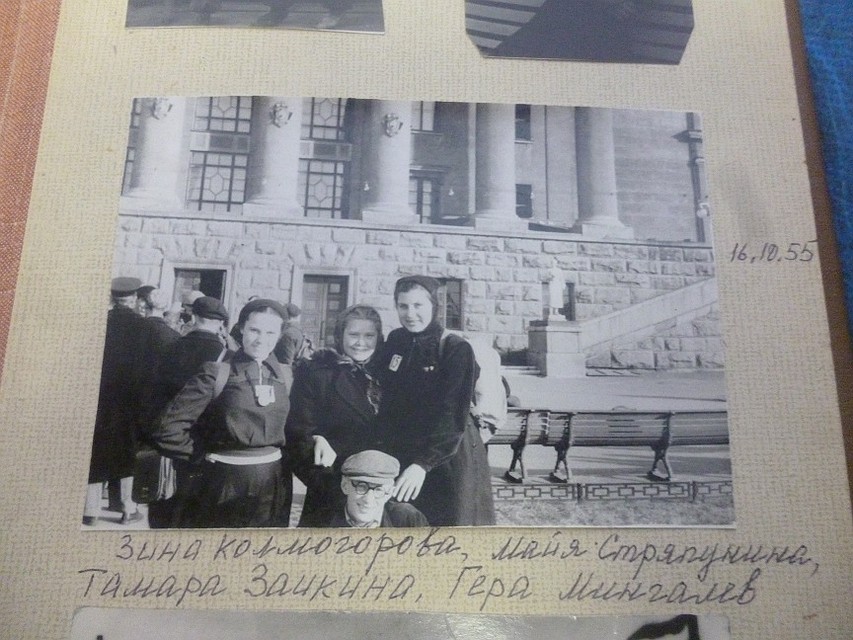 16.10.55
Зина Колмогорова, Майя Стряпунина,
Тамара Заикина, Гера Мингалев